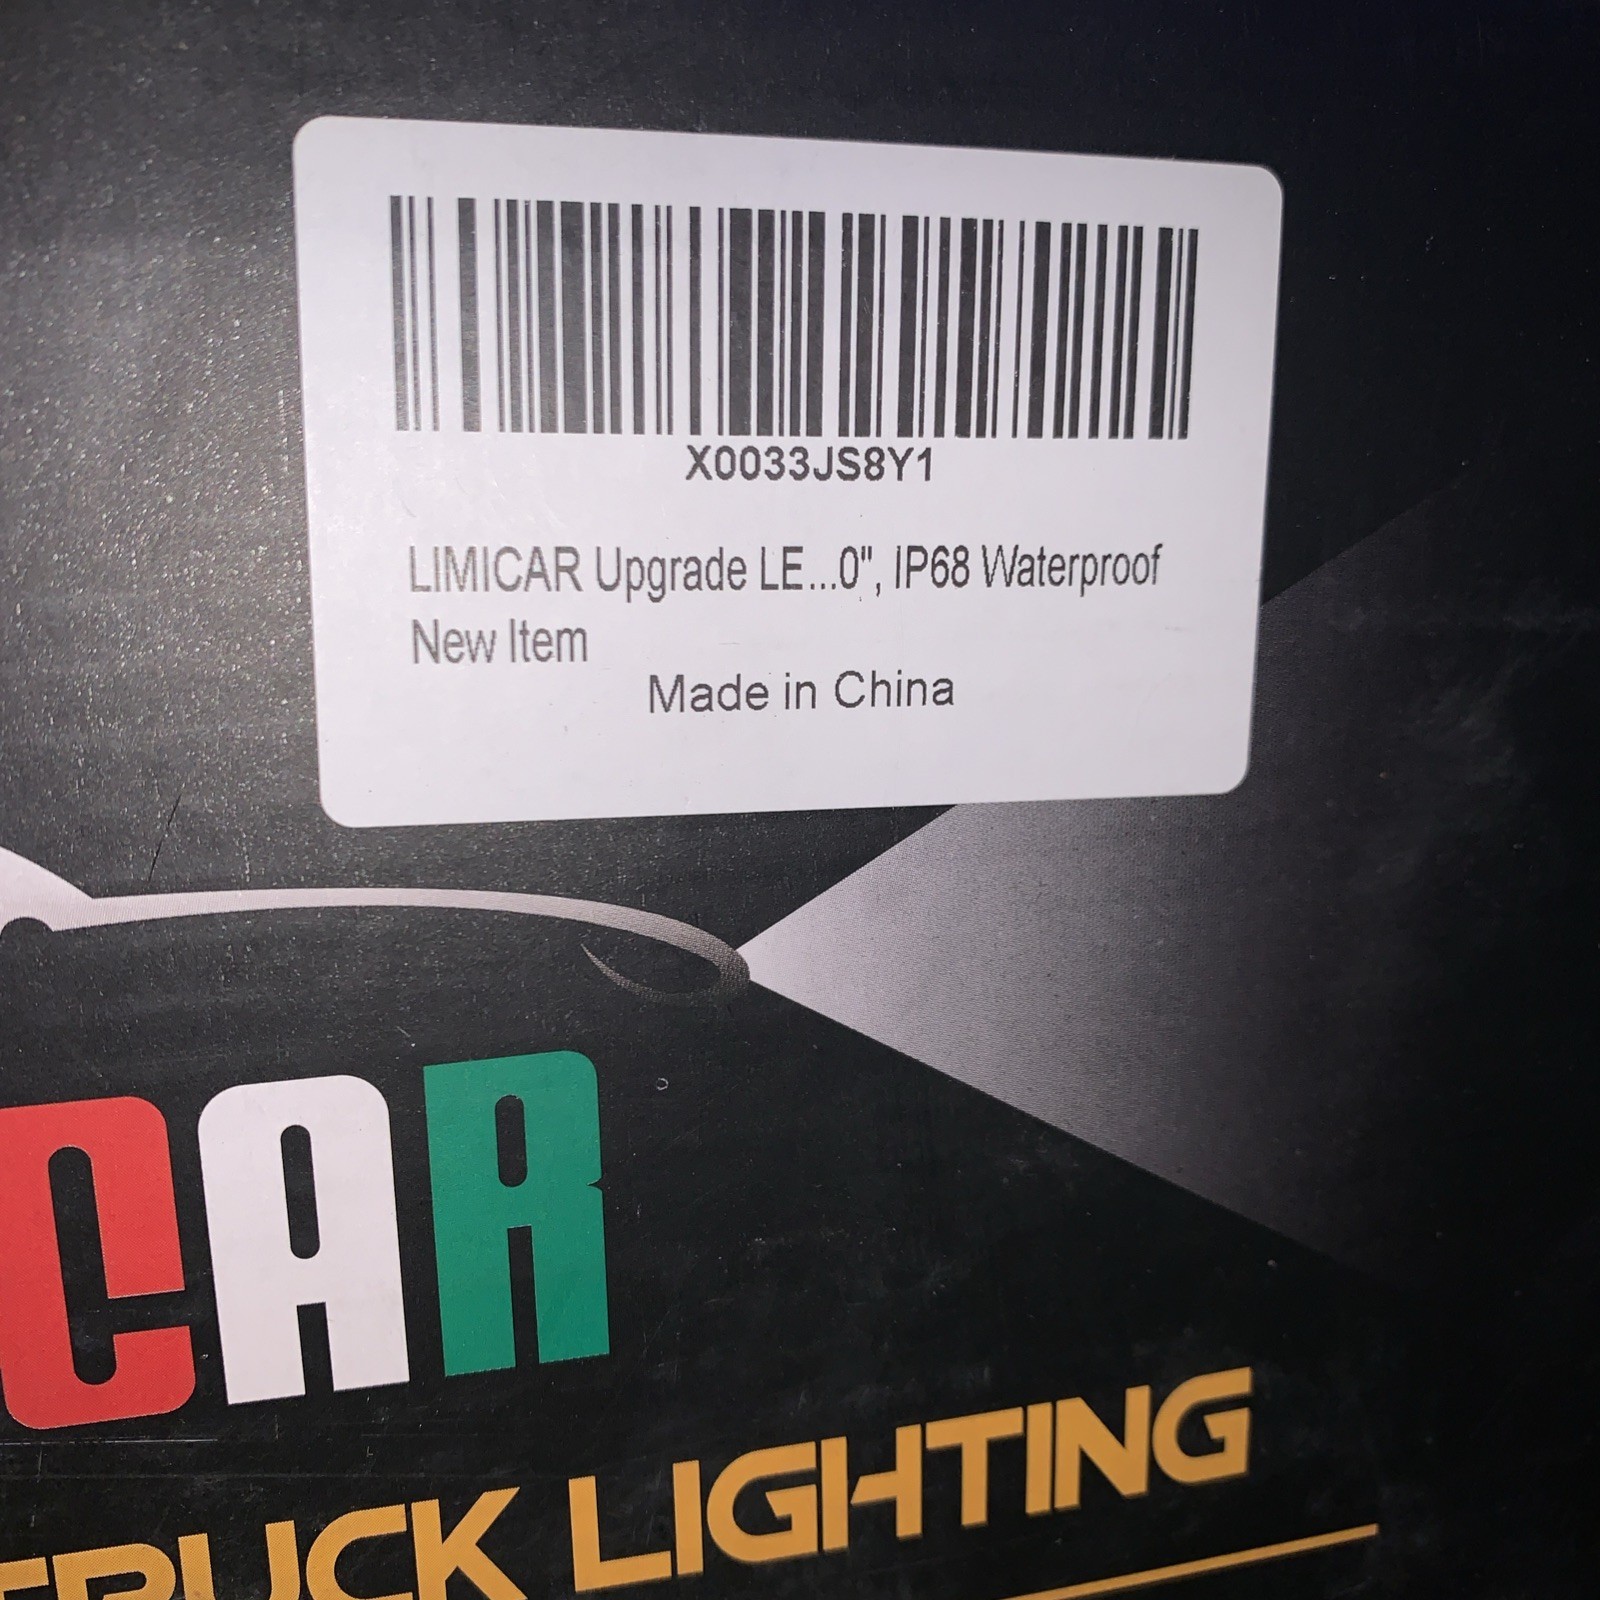 X0033JS8Y1
LIMICAR Upgrade LE...0", IP68 Waterproof
New Item
Made in China
CAR
TRUCK LIGHTING